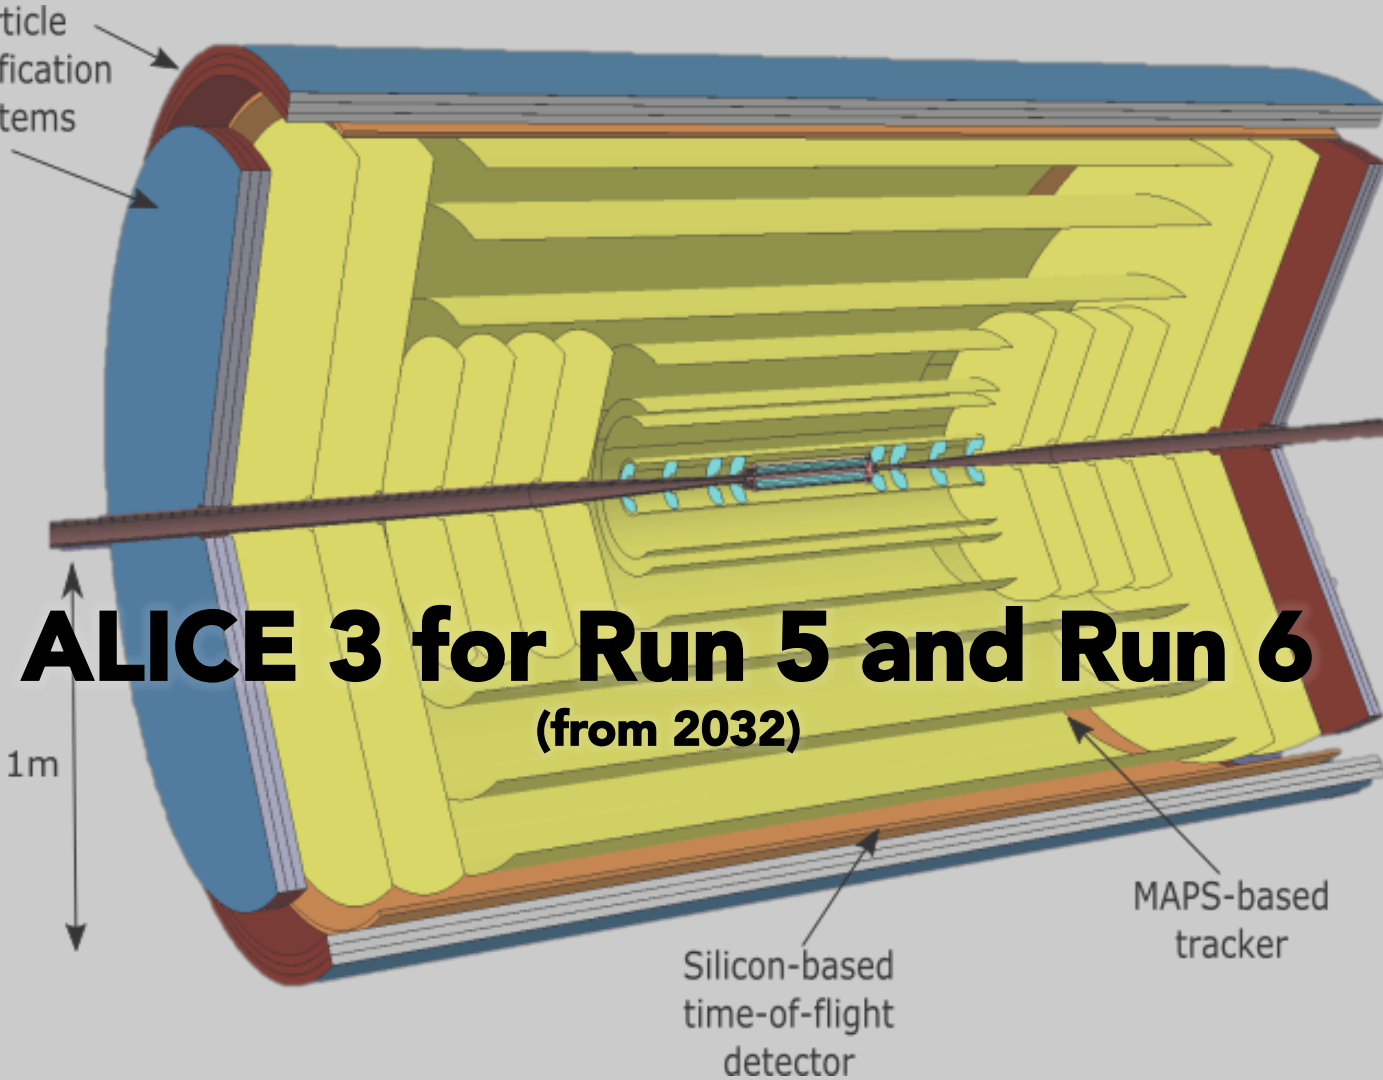 rticle
fication
tems
ALICE 3 for Run 5 and Run 6
(from 2032)
1m
MAPS-based
tracker
Silicon-based
time-of-flight
detector